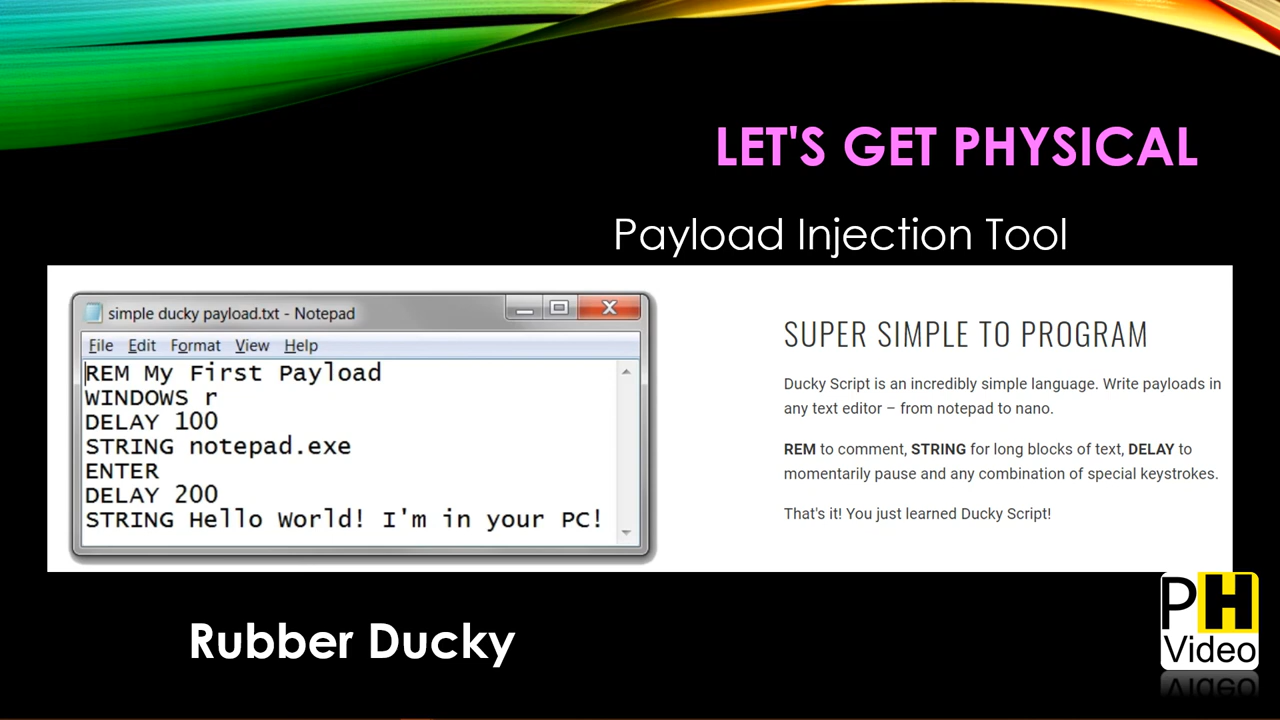 LET'S GET PHYSICAL
Payload Injection Tool
simple ducky payload.txt - Notepad
File Edit Format View Help
REM My First Payload
WINDOWS r
DELAY 100
STRING notepad.exe
ENTER
DELAY 200
STRING Hello World! I'm in your PC!
SUPER SIMPLE TO PROGRAM
Ducky Script is an incredibly simple language. Write payloads in
any text editor – from notepad to nano.
REM to comment, STRING for long blocks of text, DELAY to
momentarily pause and any combination of special keystrokes.
That's it! You just learned Ducky Script!
Rubber Ducky
PH
Video